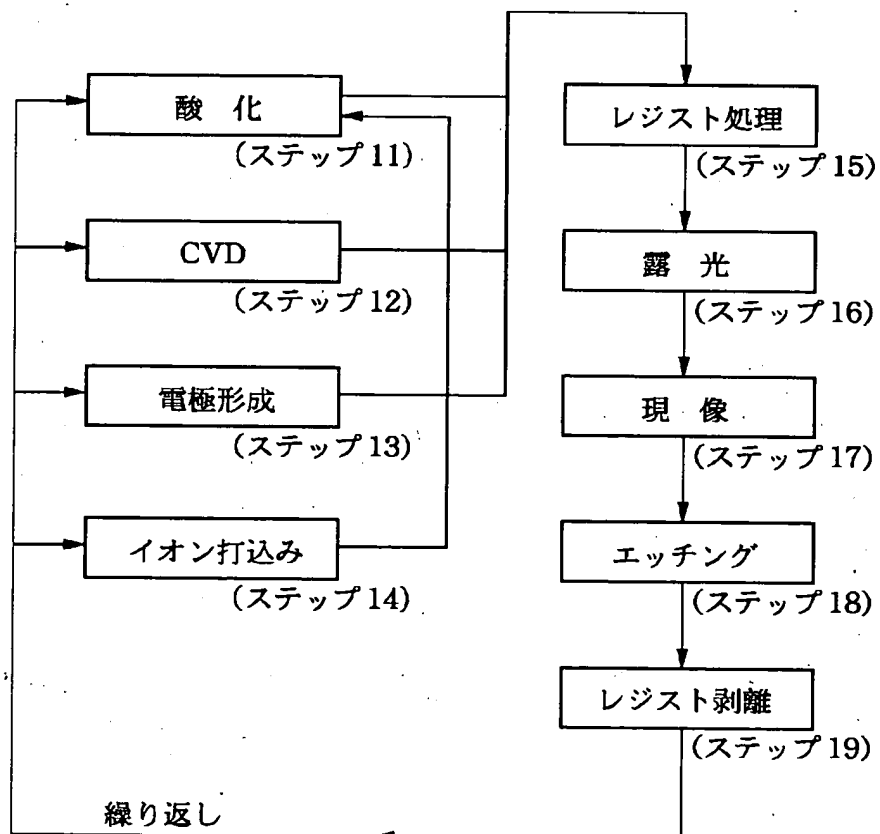 酸 化
(ステップ 11)
CVD
(ステップ 12)
電極形成
(ステップ 13)
イオン打込み
(ステップ 14)
レジスト処理
(ステップ 15)
露 光
(ステップ 16)
現 像
(ステップ 17)
エッチング
(ステップ 18)
レジスト剥離
(ステップ 19)
繰り返し